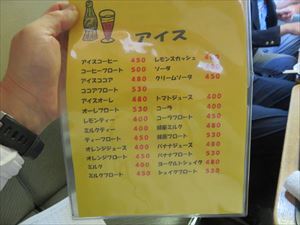 アイス
アイスコーヒー 450
コーヒーフロート 500
アイスココア 480
ココアフロート 530
アイスオーレ 480
オーレフロート 530
レモンティー 400
ミルクティー 400
ティーフロート 450
オレンジジュース 400
オレンジフロート 450
ミルク 400
ミルクフロート 450
レモンスカッシュ 450
ソーダ 400
クリームソーダ 450
トマトジュース 400
コーラ 400
コーラフロート 450
ミルク 480
フロート 530
バナナジュース 480
バナナフロート 530
ヨーグルトシェイク 480
シェイクフロート 530